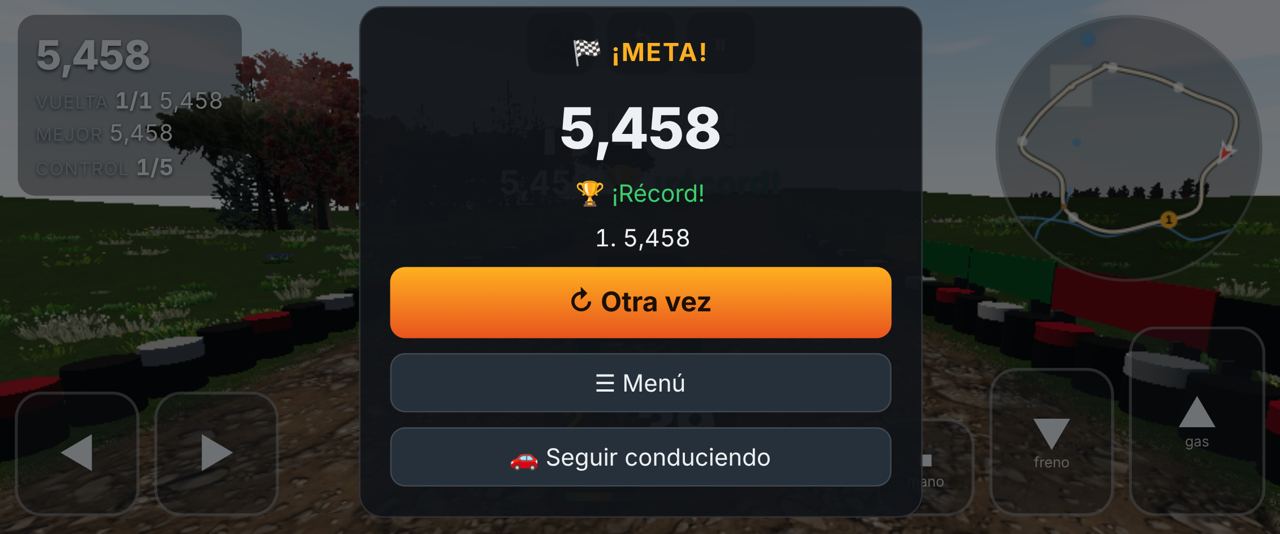 5,458
VUELTA 1/1 5,458
MEJOR 5,458
CONTROL 1/5
🏁 ¡META!
5,458
🏆 ¡Récord!
1. 5,458
↻ Otra vez
☰ Menú
🚗 Seguir conduciendo
1
freno
gas